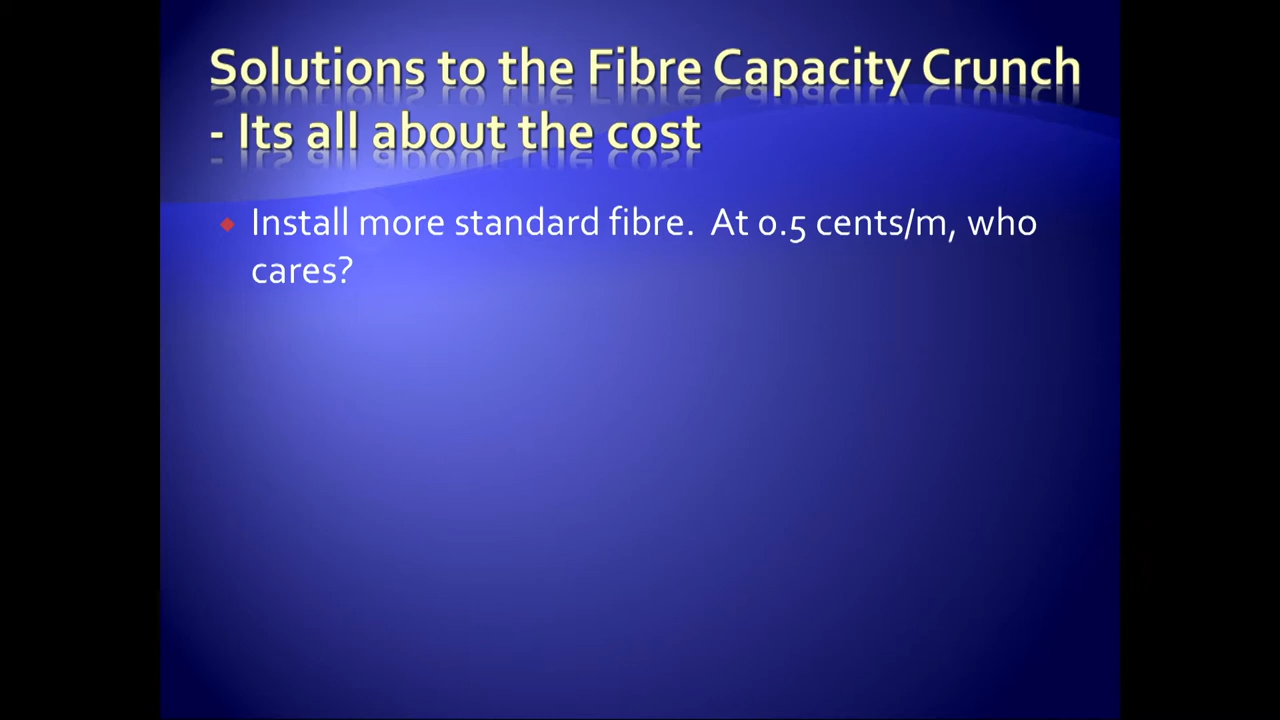 Solutions to the Fibre Capacity Crunch
- Its all about the cost
Install more standard fibre.  At 0.5 cents/m, who
cares?